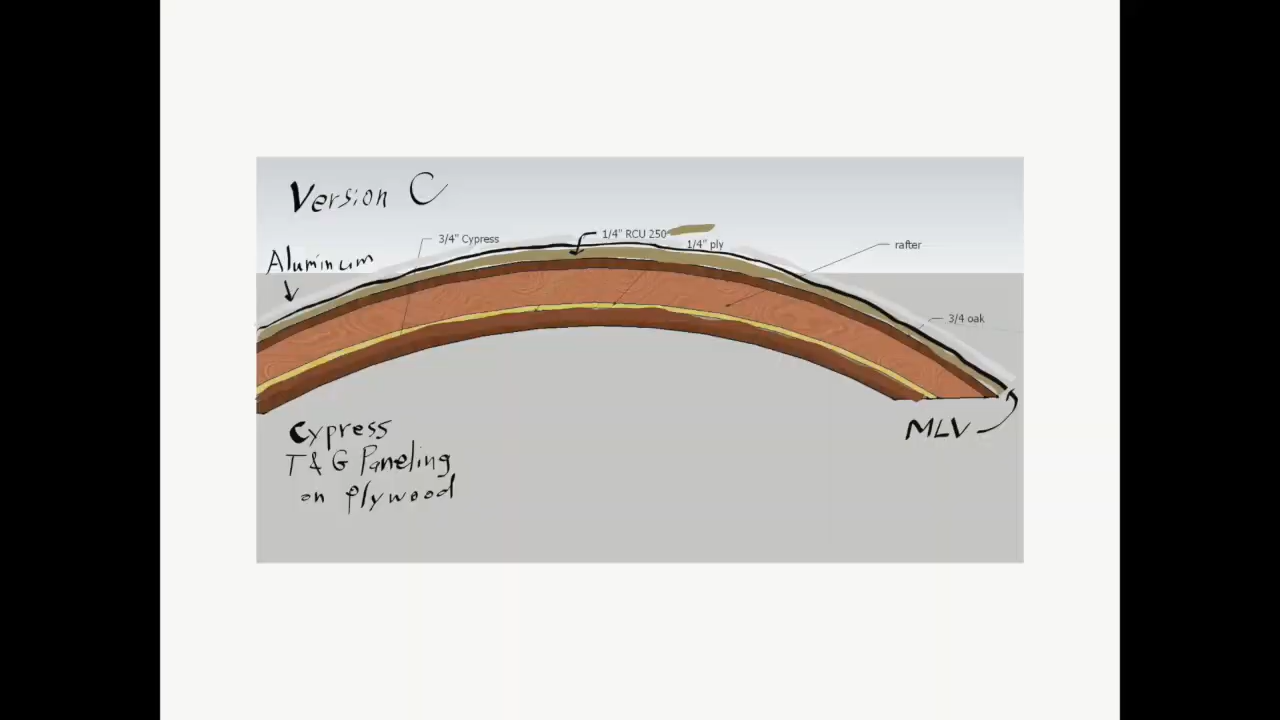 Version C
3/4" Cypress
1/4" RCU 250
1/4" ply
rafter
Aluminum
3/4 oak
Cypress
T & G Paneling
on plywood
MLV